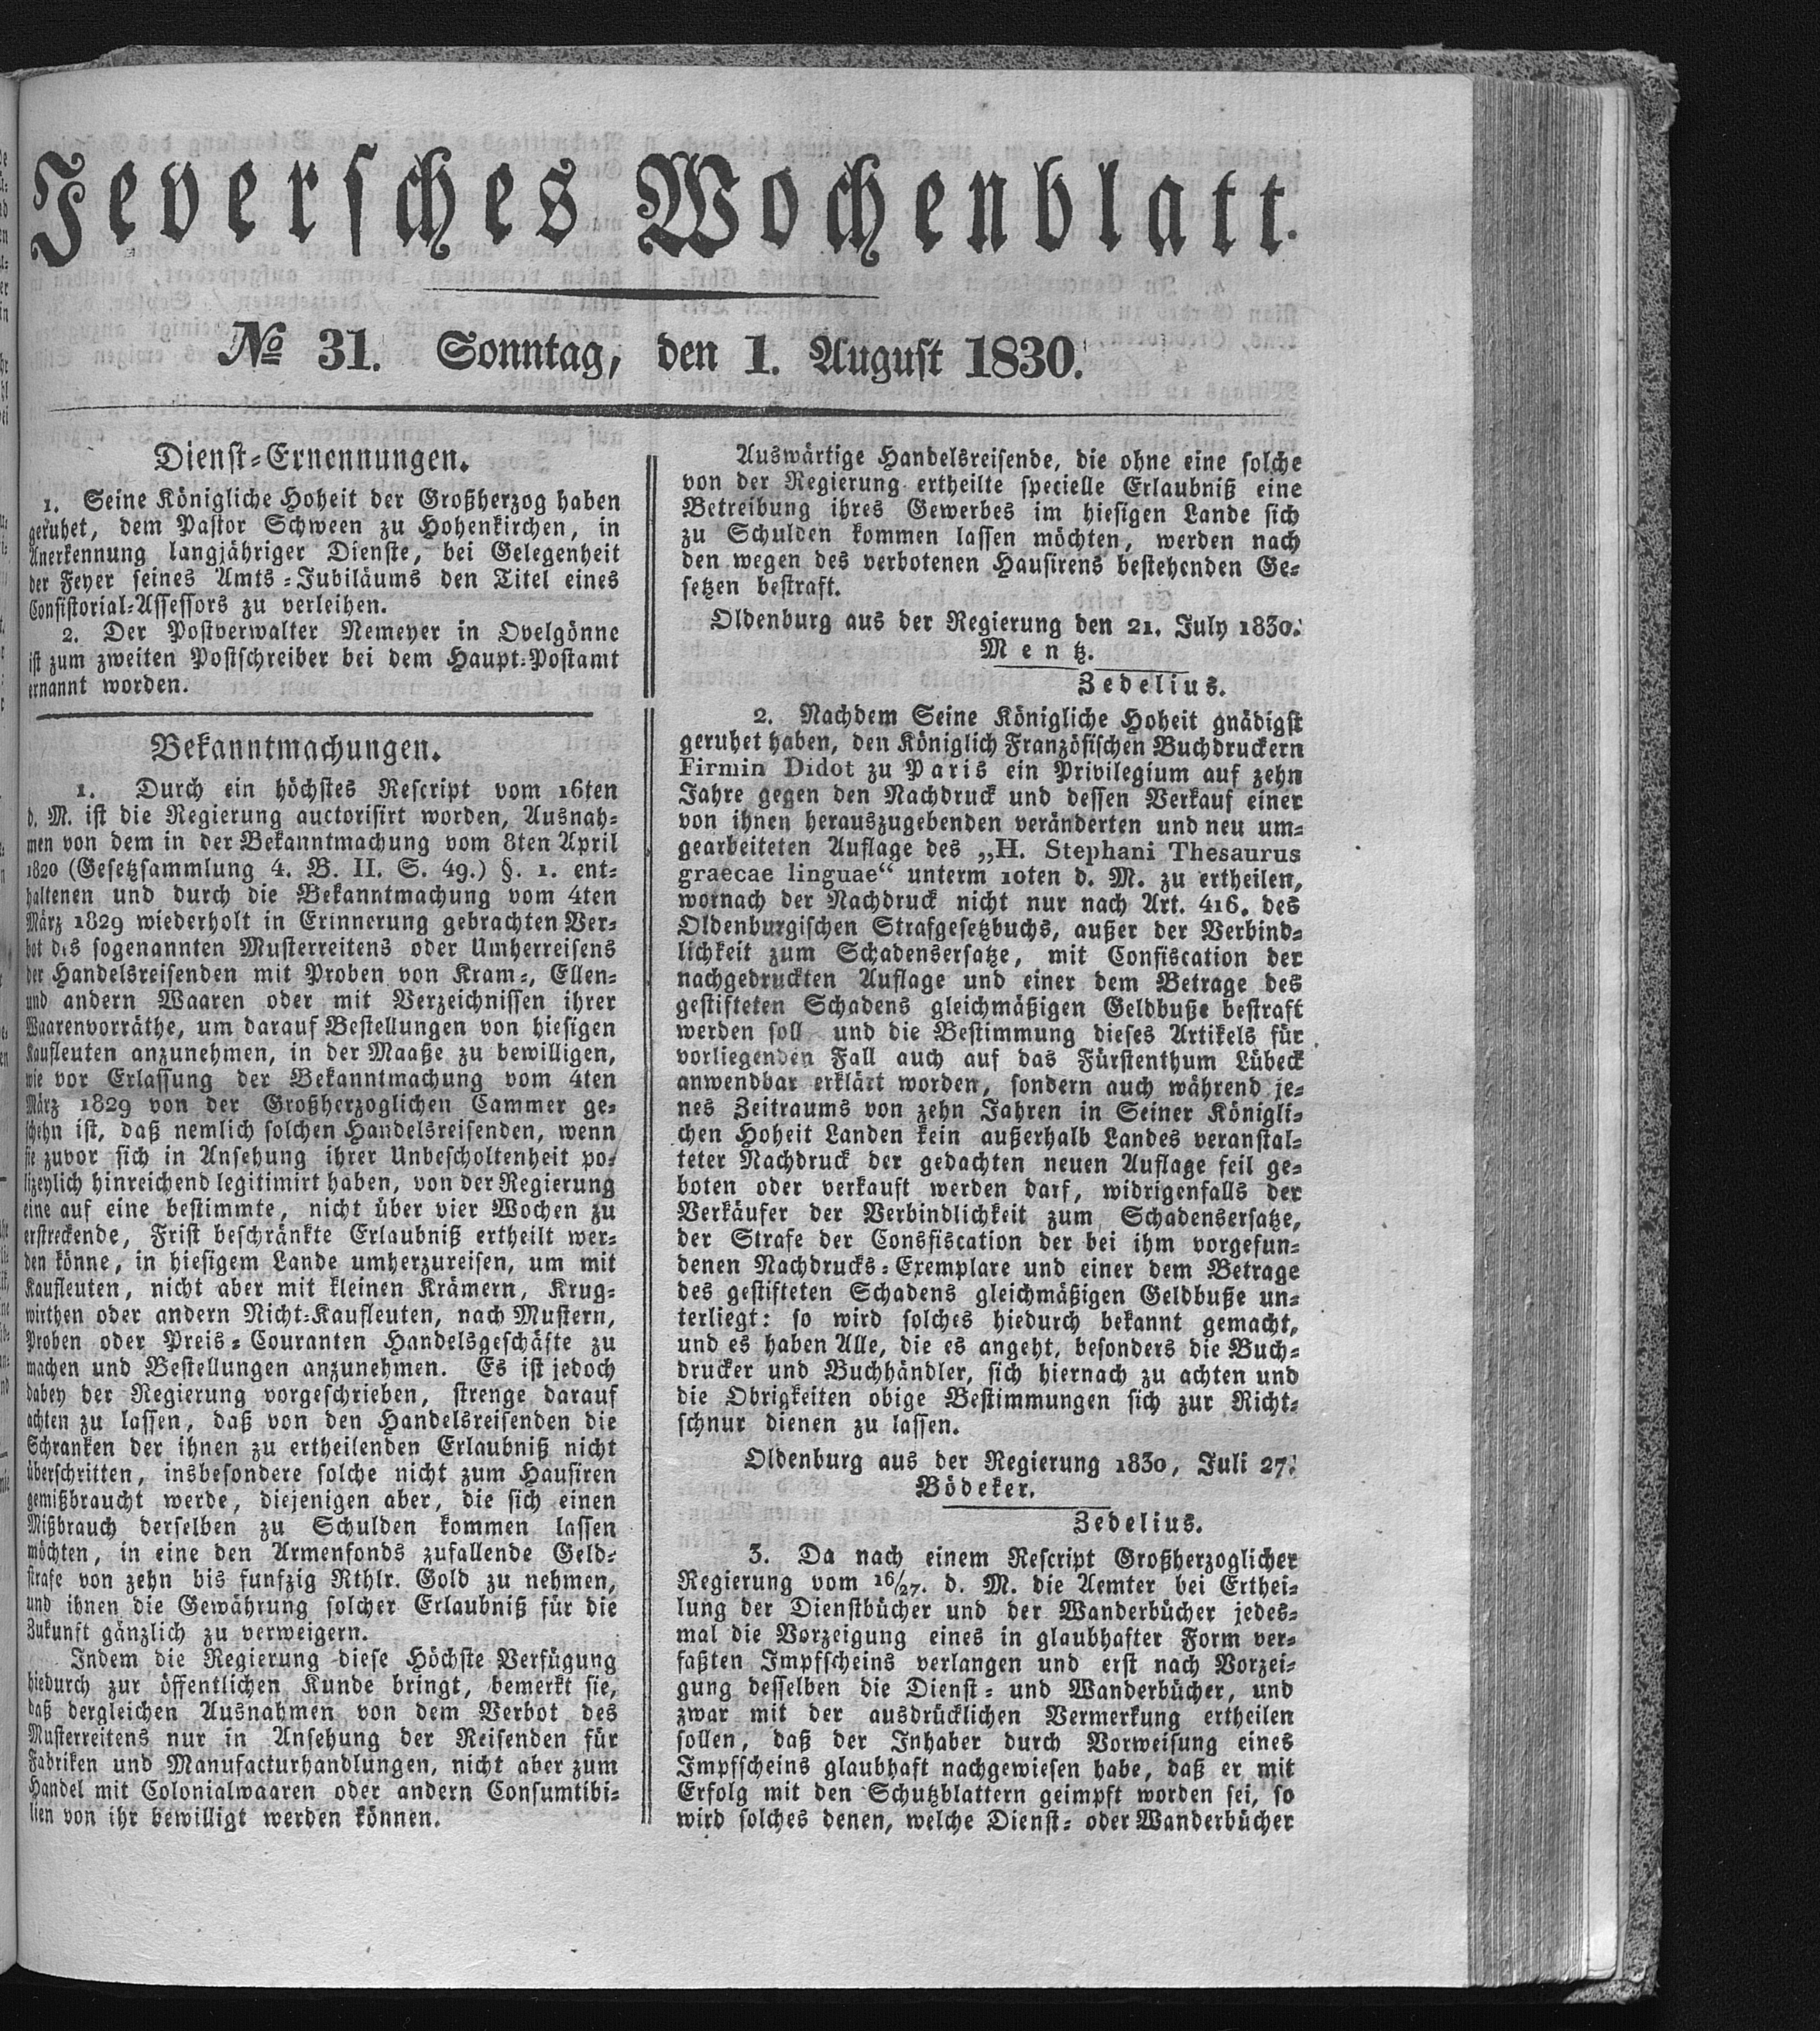 Jeversches Wochenblatt.
No 31. Sonntag, den 1. August 1830.
Dienst-Ernennungen.
1. Seine Königliche Hoheit der Großherzog haben
geruhet, dem Pastor Schween zu Hohenkirchen, in
Anerkennung langjähriger Dienste, bei Gelegenheit
der Feyer seines Amts-Jubiläums den Titel eines
Consistorial-Assessors zu verleihen.
2. Der Postverwalter Nemeyer in Ovelgönne
ist zum zweiten Postschreiber bei dem Haupt-Postamt
ernannt worden.
Bekanntmachungen.
1. Durch ein höchstes Rescript vom 16ten
d. M. ist die Regierung auctorisirt worden, Ausnah-
men von dem in der Bekanntmachung vom 8ten April
1820 (Gesetzsammlung 4. B. II. S. 49.) §. 1. ent-
haltenen und durch die Bekanntmachung vom 4ten
März 1829 wiederholt in Erinnerung gebrachten Ver-
bot des sogenannten Musterreitens oder Umherreisens
der Handelsreisenden mit Proben von Kram-, Ellen-
und andern Waaren oder mit Verzeichnissen ihrer
Waarenvorräthe, um darauf Bestellungen von hiesigen
Kaufleuten anzunehmen, in der Maaße zu bewilligen,
wie vor Erlassung der Bekanntmachung vom 4ten
März 1829 von der Großherzoglichen Cammer ge-
schehn ist, daß nemlich solchen Handelsreisenden, wenn
sie zuvor sich in Ansehung ihrer Unbescholtenheit po-
lizeylich hinreichend legitimirt haben, von der Regierung
eine auf eine bestimmte, nicht über vier Wochen zu
erstreckende, Frist beschränkte Erlaubniß ertheilt wer-
den könne, in hiesigem Lande umherzureisen, um mit
Kaufleuten, nicht aber mit kleinen Krämern, Krug-
wirthen oder andern Nicht-Kaufleuten, nach Mustern,
Proben oder Preis-Couranten Handelsgeschäfte zu
machen und Bestellungen anzunehmen. Es ist jedoch
dabey der Regierung vorgeschrieben, strenge darauf
achten zu lassen, daß von den Handelsreisenden die
Schranken der ihnen zu ertheilenden Erlaubniß nicht
überschritten, insbesondere solche nicht zum Hausiren
gemißbraucht werde, diejenigen aber, die sich einen
Mißbrauch derselben zu Schulden kommen lassen
möchten, in eine den Armenfonds zufallende Geld-
strafe von zehn bis funfzig Rthlr. Gold zu nehmen,
und ihnen die Gewährung solcher Erlaubniß für die
Zukunft gänzlich zu verweigern.
Indem die Regierung diese Höchste Verfügung
hiedurch zur öffentlichen Kunde bringt, bemerkt sie,
daß dergleichen Ausnahmen von dem Verbot des
Musterreitens nur in Ansehung der Reisenden für
Fabriken und Manufacturhandlungen, nicht aber zum
Handel mit Colonialwaaren oder andern Consumtibi-
lien von ihr bewilligt werden können.
Auswärtige Handelsreisende, die ohne eine solche
von der Regierung ertheilte specielle Erlaubniß eine
Betreibung ihres Gewerbes im hiesigen Lande sich
zu Schulden kommen lassen möchten, werden nach
den wegen des verbotenen Hausirens bestehenden Ge-
setzen bestraft.
Oldenburg aus der Regierung den 21. July 1830.
Mentz.
Zedelius.
2. Nachdem Seine Königliche Hoheit gnädigst
geruhet haben, den Königlich Französischen Buchdruckern
Firmin Didot zu Paris ein Privilegium auf zehn
Jahre gegen den Nachdruck und dessen Verkauf einer
von ihnen herauszugebenden veränderten und neu um-
gearbeiteten Auflage des „H. Stephani Thesaurus
graecae linguae“ unterm 10ten d. M. zu ertheilen,
wornach der Nachdruck nicht nur nach Art. 416. des
Oldenburgischen Strafgesetzbuchs, außer der Verbind-
lichkeit zum Schadensersatze, mit Confiscation der
nachgedruckten Auflage und einer dem Betrage des
gestifteten Schadens gleichmäßigen Geldbuße bestraft
werden soll und die Bestimmung dieses Artikels für
vorliegenden Fall auch auf das Fürstenthum Lübeck
anwendbar erklärt worden, sondern auch während je-
nes Zeitraums von zehn Jahren in Seiner Königli-
chen Hoheit Landen kein außerhalb Landes veranstal-
teter Nachdruck der gedachten neuen Auflage feil ge-
boten oder verkauft werden darf, widrigenfalls der
Verkäufer der Verbindlichkeit zum Schadensersatze,
der Strafe der Consfiscation der bei ihm vorgefun-
denen Nachdrucks-Exemplare und einer dem Betrage
des gestifteten Schadens gleichmäßigen Geldbuße un-
terliegt: so wird solches hiedurch bekannt gemacht,
und es haben Alle, die es angeht, besonders die Buch-
drucker und Buchhändler, sich hiernach zu achten und
die Obrigkeiten obige Bestimmungen sich zur Richt-
schnur dienen zu lassen.
Oldenburg aus der Regierung 1830, Juli 27.
Bödeker.
Zedelius.
3. Da nach einem Rescript Großherzoglicher
Regierung vom 16/27. d. M. die Aemter bei Erthei-
lung der Dienstbücher und der Wanderbücher jedes-
mal die Vorzeigung eines in glaubhafter Form ver-
faßten Impfscheins verlangen und erst nach Vorzei-
gung desselben die Dienst- und Wanderbücher, und
zwar mit der ausdrücklichen Vermerkung ertheilen
sollen, daß der Inhaber durch Vorweisung eines
Impfscheins glaubhaft nachgewiesen habe, daß er mit
Erfolg mit den Schutzblattern geimpft worden sei, so
wird solches denen, welche Dienst- oder Wanderbücher